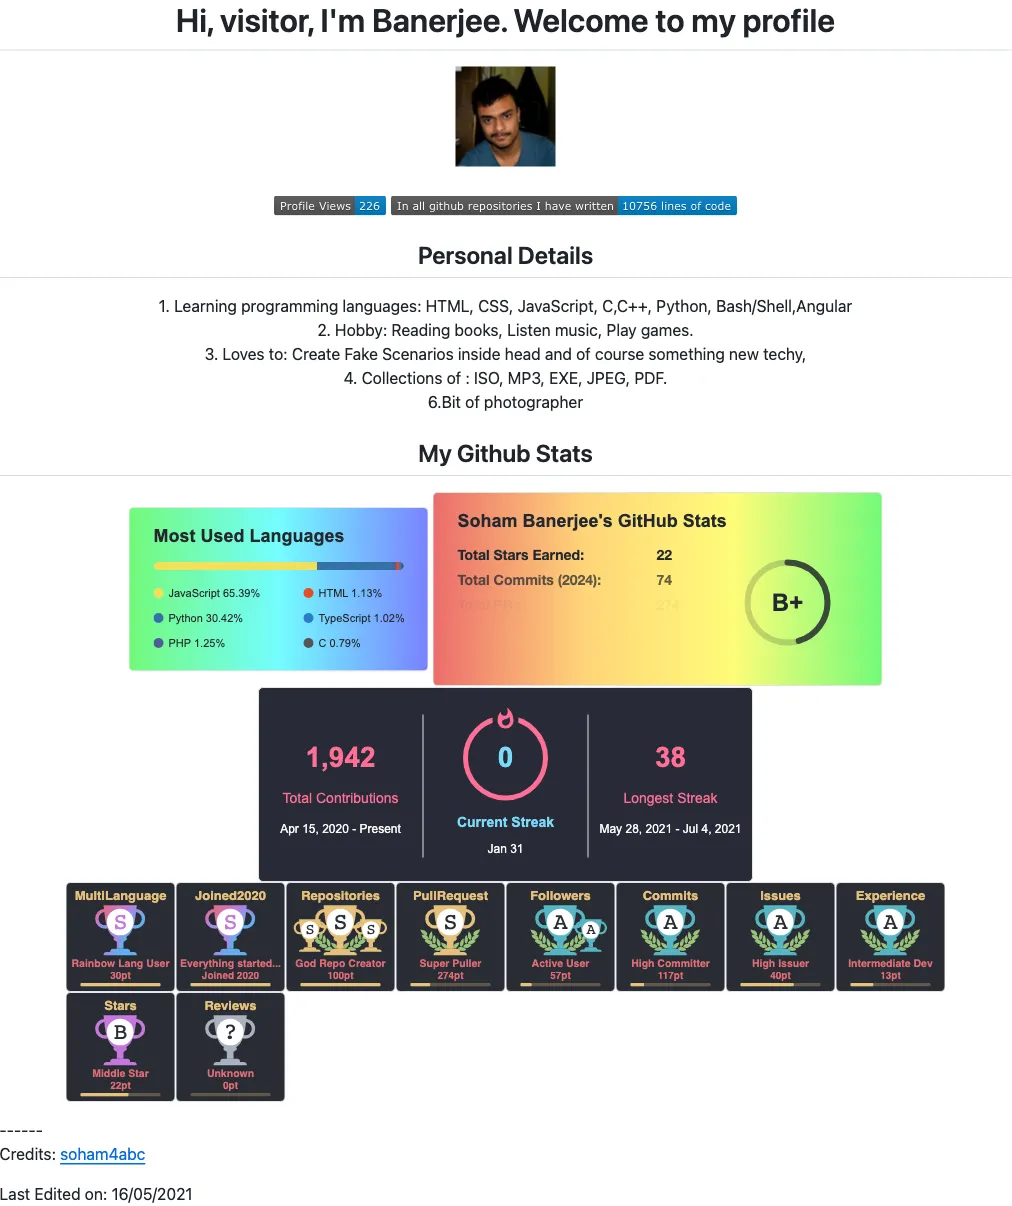 Hi, visitor, I'm Banerjee. Welcome to my profile
Profile Views 226 In all github repositories I have written 10756 lines of code
Personal Details
1. Learning programming languages: HTML, CSS, JavaScript, C,C++, Python, Bash/Shell,Angular
2. Hobby: Reading books, Listen music, Play games.
3. Loves to: Create Fake Scenarios inside head and of course something new techy,
4. Collections of : ISO, MP3, EXE, JPEG, PDF.
6.Bit of photographer
My Github Stats
Most Used Languages
JavaScript 65.39%
Python 30.42%
PHP 1.25%
HTML 1.13%
TypeScript 1.02%
C 0.79%
Soham Banerjee's GitHub Stats
Total Stars Earned: 22
Total Commits (2024): 74
Total PRs: 274
B+
1,942
Total Contributions
Apr 15, 2020 - Present
0
Current Streak
Jan 31
38
Longest Streak
May 28, 2021 - Jul 4, 2021
MultiLanguage
S
Rainbow Lang User
30pt
Joined2020
S
Everything started...
Joined 2020
Repositories
S S S
God Repo Creator
100pt
PullRequest
S
Super Puller
274pt
Followers
A A
Active User
57pt
Commits
A
High Committer
117pt
Issues
A
High Issuer
40pt
Experience
A
Intermediate Dev
13pt
Stars
B
Middle Star
22pt
Reviews
?
Unknown
0pt
------
Credits: soham4abc
Last Edited on: 16/05/2021